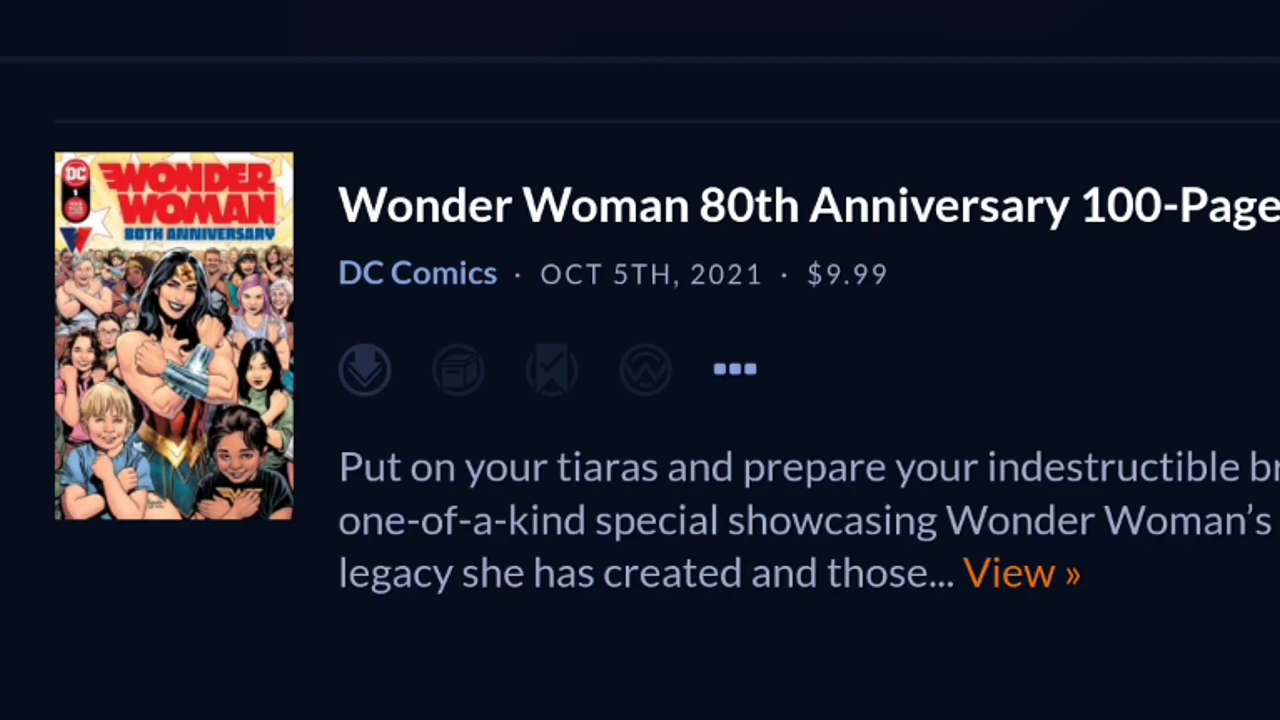 DC
WONDER
WOMAN
80TH ANNIVERSARY
Wonder Woman 80th Anniversary 100-Page
DC Comics · OCT 5TH, 2021 · $9.99
Put on your tiaras and prepare your indestructible br
one-of-a-kind special showcasing Wonder Woman’s
legacy she has created and those... View »